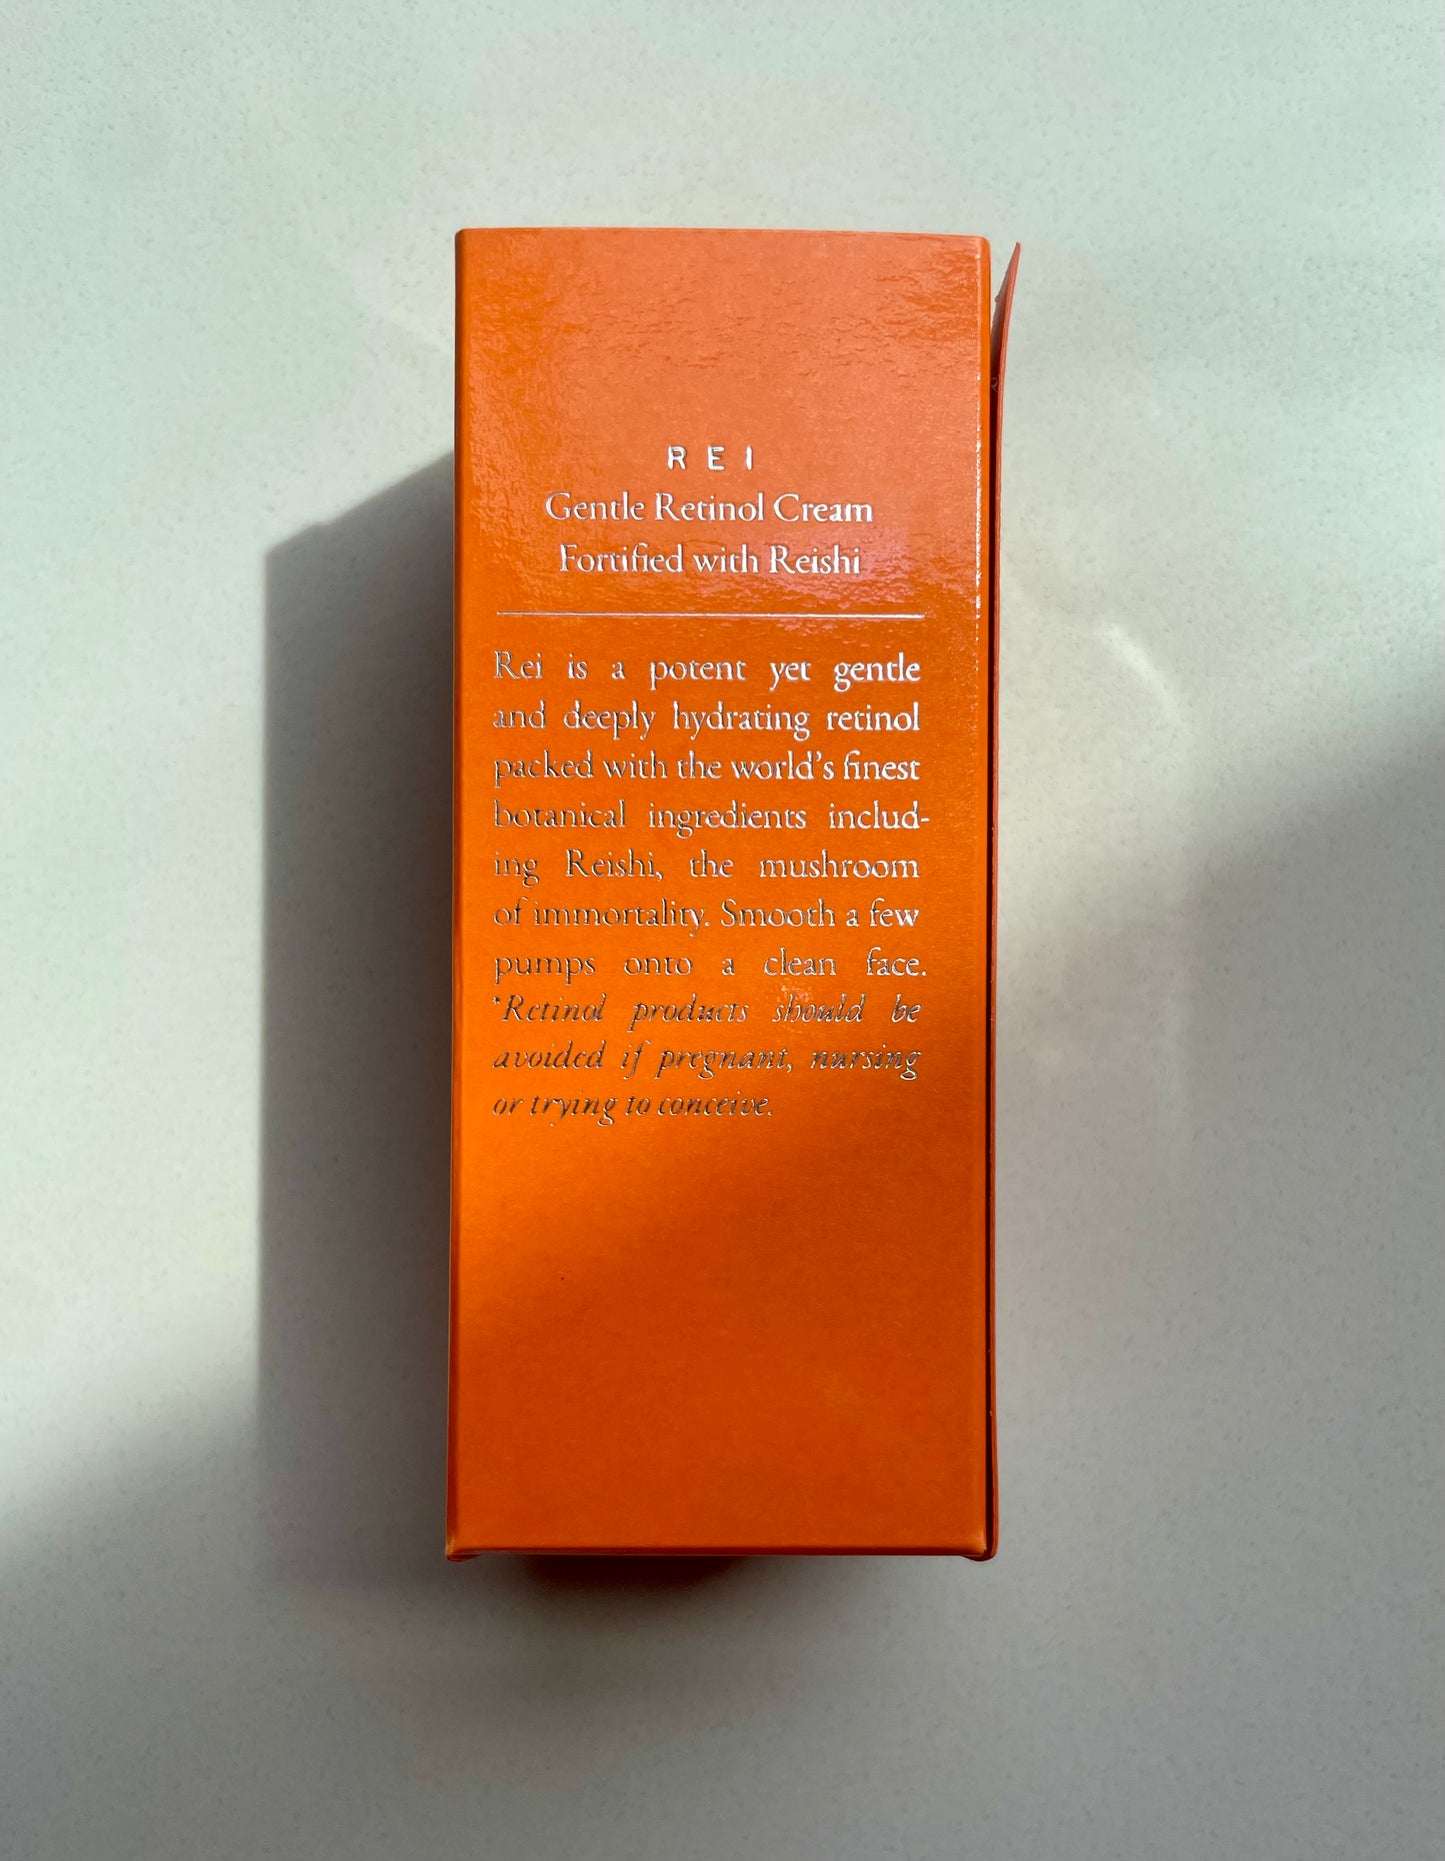 REI
Gentle Retinol Cream
Fortified with Reishi
Rei is a potent yet gentle
and deeply hydrating retinol
packed with the world's finest
botanical ingredients includ-
ing Reishi, the mushroom
of immortality. Smooth a few
pumps onto a clean face.
*Retinol products should be
avoided if pregnant, nursing
or trying to conceive.